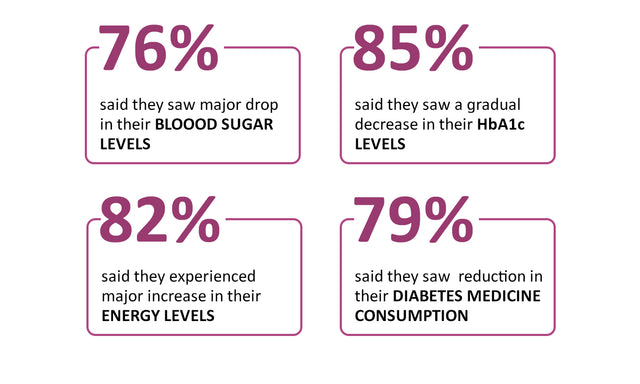 76%
said they saw major drop
in their BLOOOD SUGAR
LEVELS
85%
said they saw a gradual
decrease in their HbA1c
LEVELS
82%
said they experienced
major increase in their
ENERGY LEVELS
79%
said they saw  reduction in
their DIABETES MEDICINE
CONSUMPTION